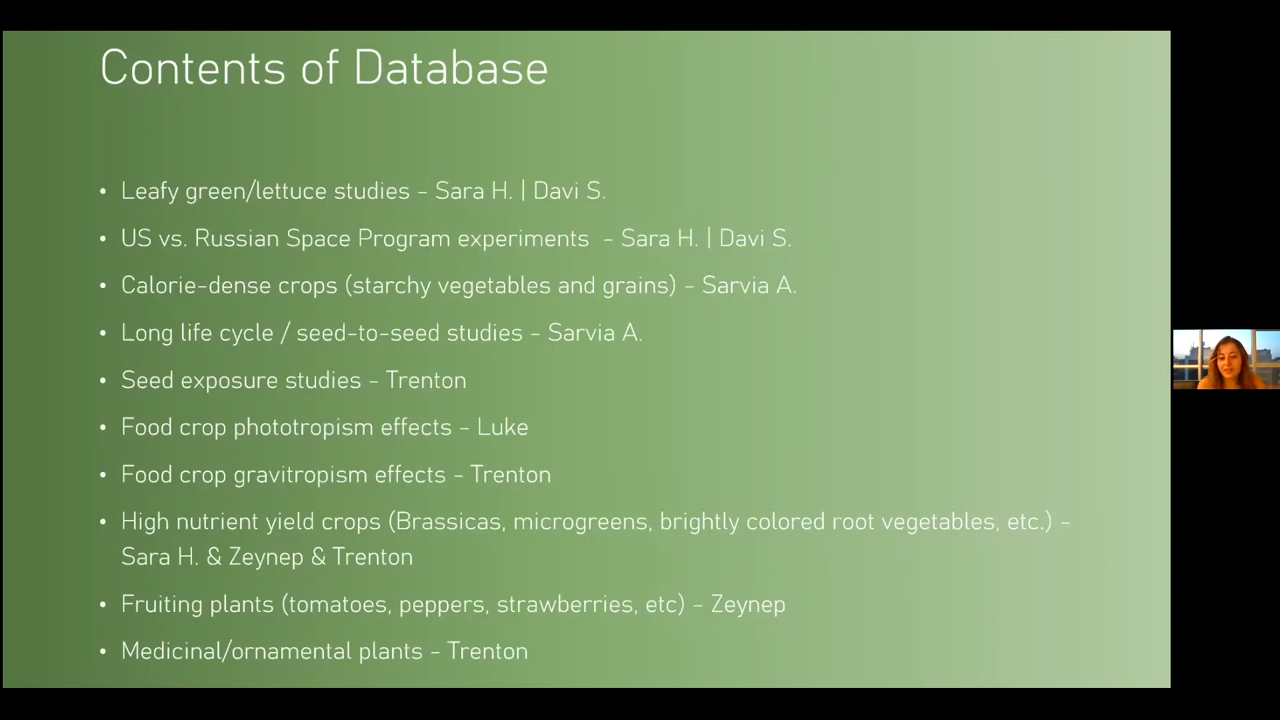 Contents of Database
• Leafy green/lettuce studies – Sara H. | Davi S.
• US vs. Russian Space Program experiments – Sara H. | Davi S.
• Calorie-dense crops (starchy vegetables and grains) – Sarvia A.
• Long life cycle / seed-to-seed studies – Sarvia A.
• Seed exposure studies – Trenton
• Food crop phototropism effects – Luke
• Food crop gravitropism effects – Trenton
• High nutrient yield crops (Brassicas, microgreens, brightly colored root vegetables, etc.) –
Sara H. & Zeynep & Trenton
• Fruiting plants (tomatoes, peppers, strawberries, etc) – Zeynep
• Medicinal/ornamental plants – Trenton